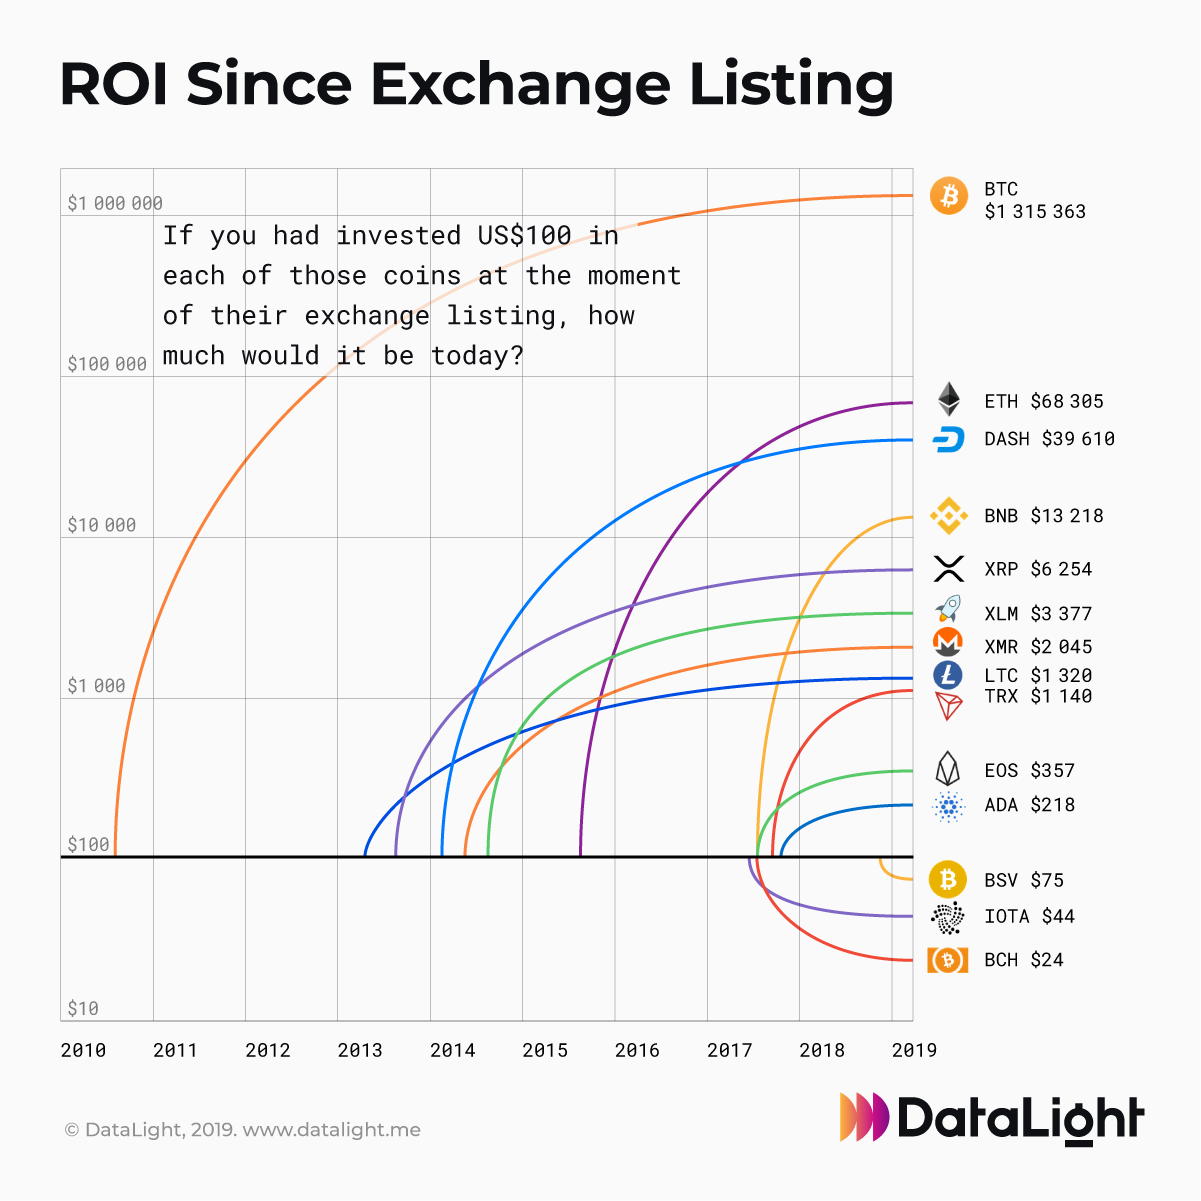 ROI Since Exchange Listing
$1 000 000
If you had invested US$100 in
each of those coins at the moment
of their exchange listing, how
much would it be today?
$100 000
$10 000
$1 000
$100
$10
BTC
$1 315 363
ETH $68 305
DASH $39 610
BNB $13 218
XRP $6 254
XLM $3 377
XMR $2 045
LTC $1 320
TRX $1 140
EOS $357
ADA $218
BSV $75
IOTA $44
BCH $24
2010 2011 2012 2013 2014 2015 2016 2017 2018 2019
© DataLight, 2019. www.datalight.me
DataLight